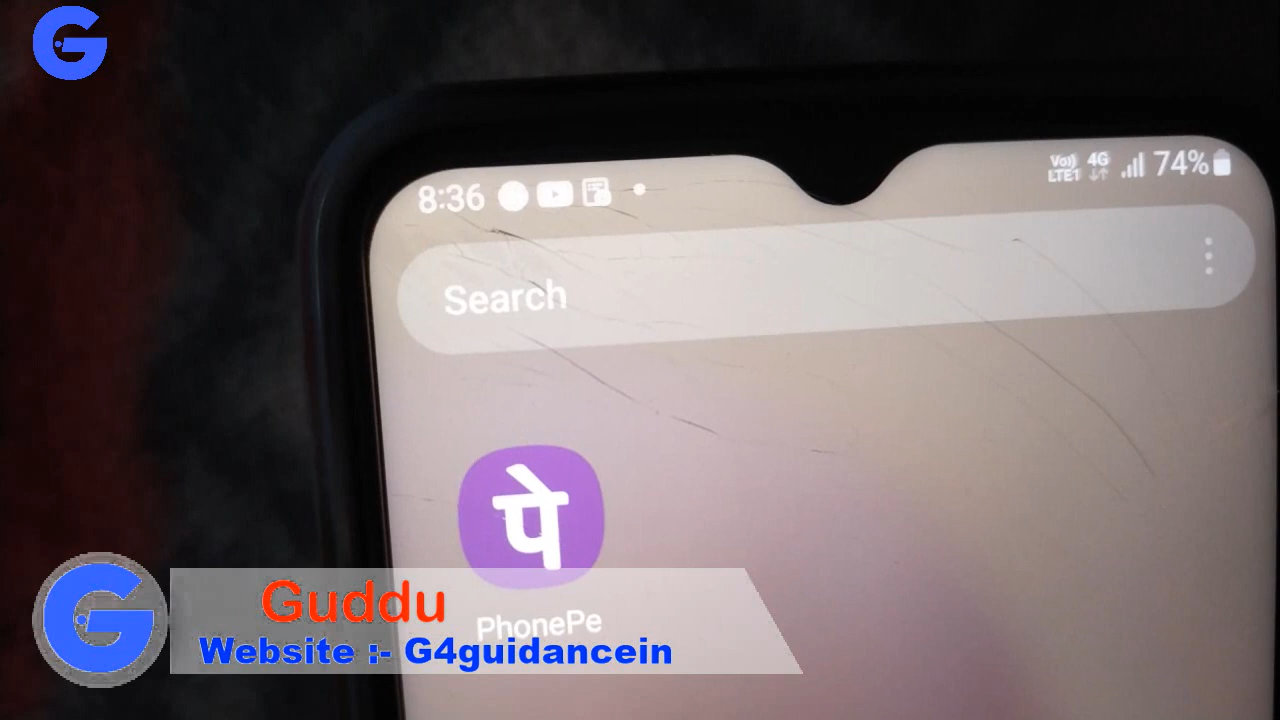 G
8:36 Vo)) LTE1 4G 74%
Search
पे
PhonePe
G
Guddu
Website :- G4guidancein